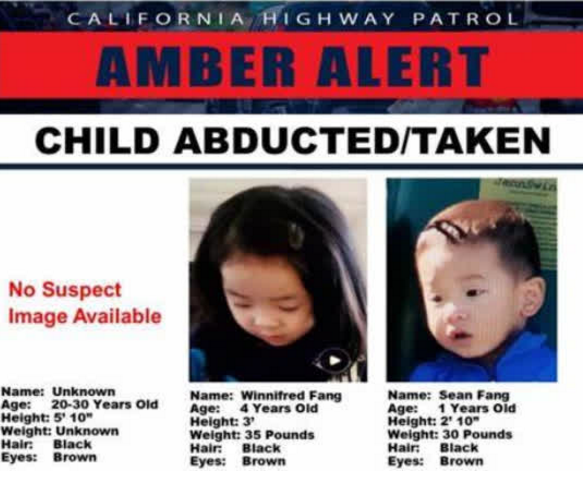 CALIFORNIA HIGHWAY PATROL
AMBER ALERT
CHILD ABDUCTED/TAKEN
No Suspect
Image Available
Name: Unknown
Age: 20-30 Years Old
Height: 5' 10"
Weight: Unknown
Hair: Black
Eyes: Brown
Name: Winnifred Fang
Age: 4 Years Old
Height: 3'
Weight: 35 Pounds
Hair: Black
Eyes: Brown
Name: Sean Fang
Age: 1 Years Old
Height: 2' 10"
Weight: 30 Pounds
Hair: Black
Eyes: Brown